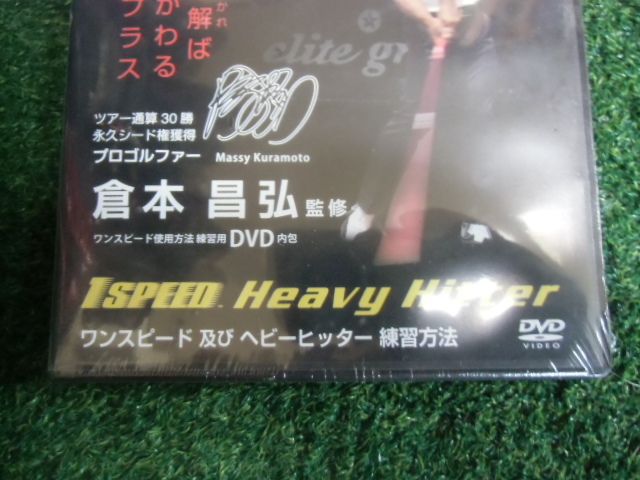 かれ
解ば
かわる
プラス
elite gr
ツアー通算30勝
永久シード権獲得
プロゴルファー Massy Kuramoto
倉本 昌弘 監修
ワンスピード使用方法 練習用 DVD 内包
1SPEED Heavy Hitter
ワンスピード 及び ヘビーヒッター 練習方法
DVD
VIDEO